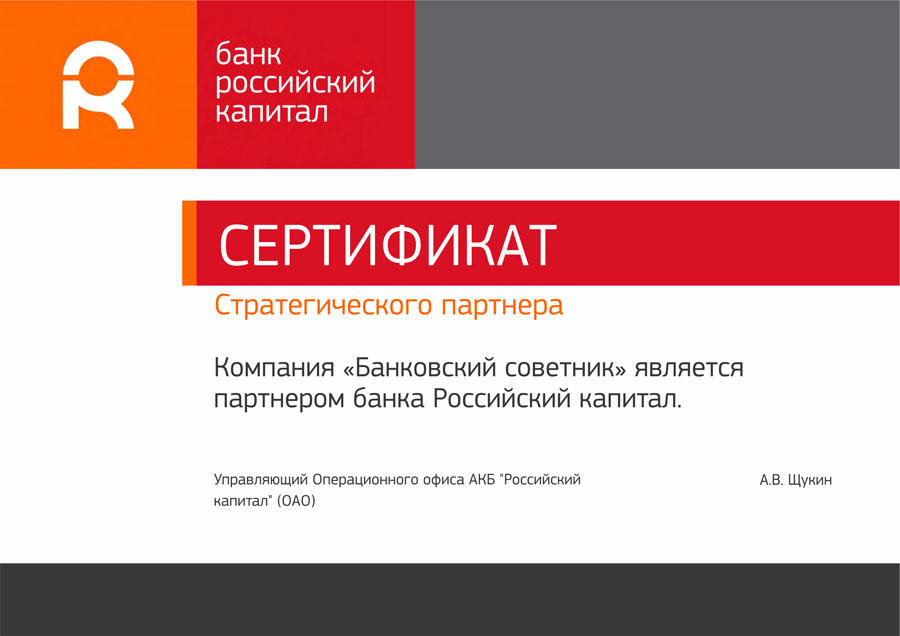 банк
российский
капитал
СЕРТИФИКАТ
Стратегического партнера
Компания «Банковский советник» является
партнером банка Российский капитал.
Управляющий Операционного офиса АКБ "Российский
капитал" (ОАО)
А.В. Щукин